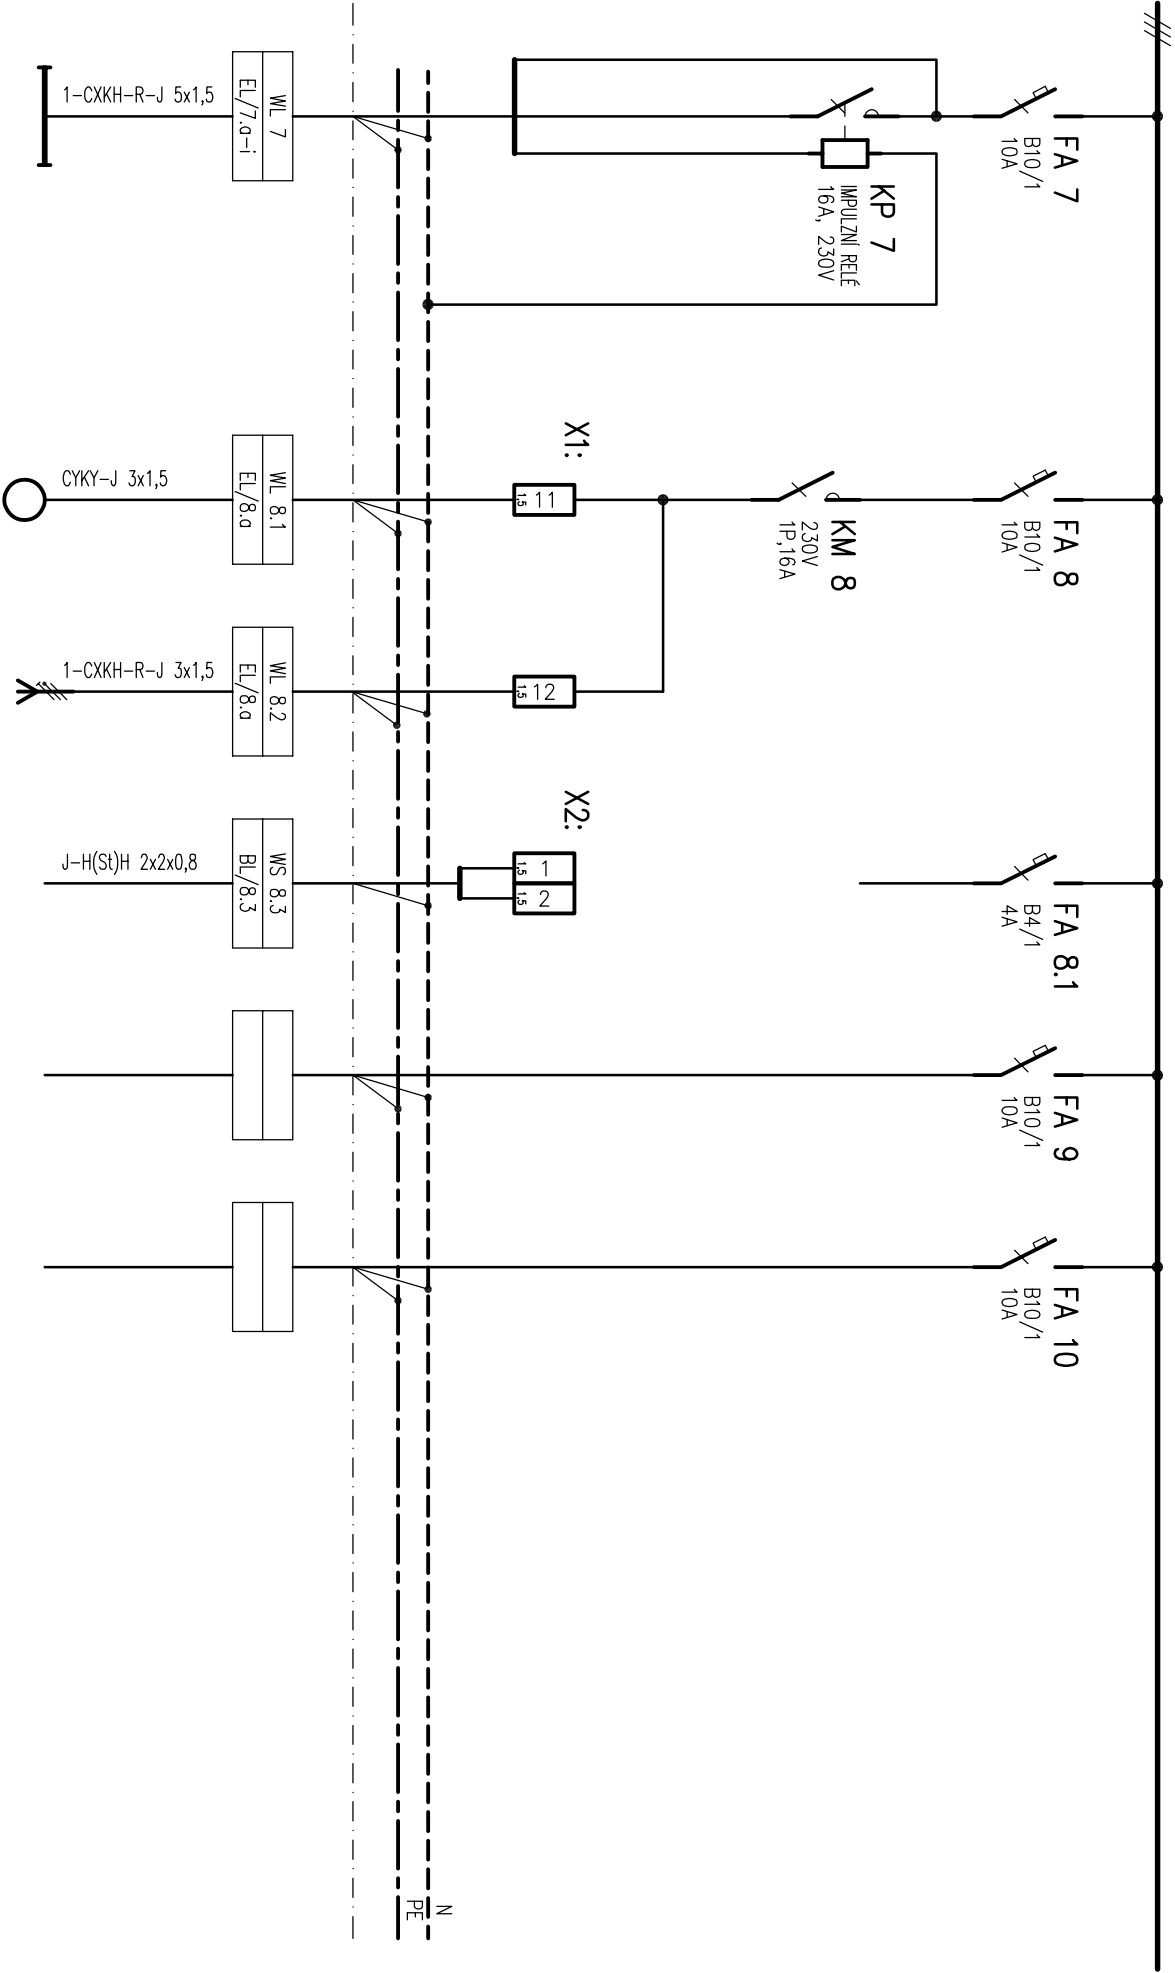 FA 7
B10/1
10A
FA 8
B10/1
10A
FA 8.1
B4/1
4A
FA 9
B10/1
10A
FA 10
B10/1
10A
KP 7
IMPULZNÍ RELÉ
16A, 230V
KM 8
230V
1P,16A
X1:
11
1,5
12
1,5
X2:
1
1,5
2
1,5
N
PE
WL 7
EL/7.a-i
WL 8.1
EL/8.a
WL 8.2
EL/8.a
WS 8.3
BL/8.3
1-CXKH-R-J 5x1,5
CYKY-J 3x1,5
1-CXKH-R-J 3x1,5
J-H(St)H 2x2x0,8